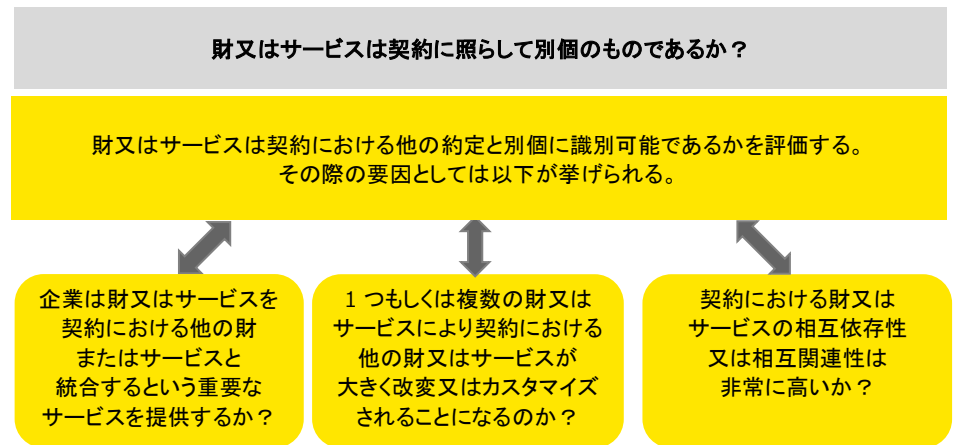 財又はサービスは契約に照らして別個のものであるか？
財又はサービスは契約における他の約定と別個に識別可能であるかを評価する。
その際の要因としては以下が挙げられる。
企業は財又はサービスを
契約における他の財
またはサービスと
統合するという重要な
サービスを提供するか？
1 つもしくは複数の財又は
サービスにより契約における
他の財又はサービスが
大きく改変又はカスタマイズ
されることになるのか？
契約における財又は
サービスの相互依存性
又は相互関連性は
非常に高いか？